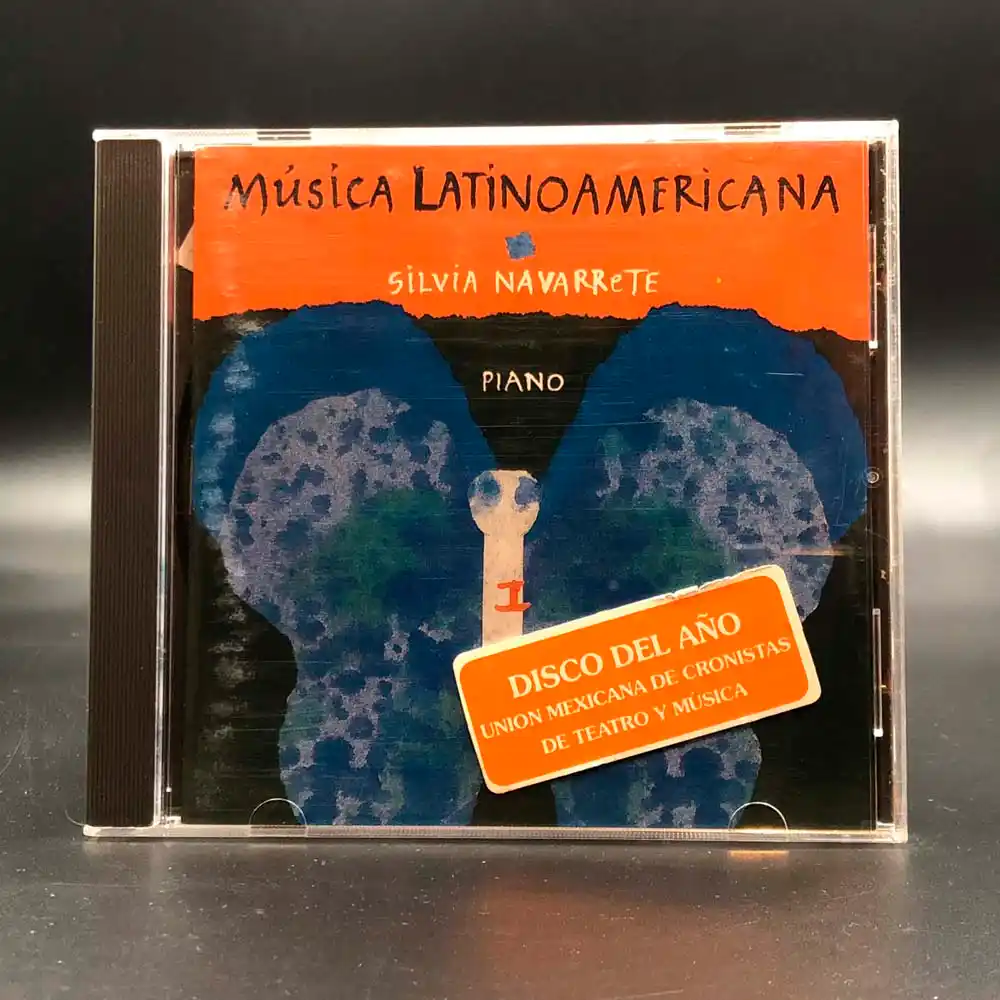 MÚSICA LATINOAMERICANA
SILVIA NAVARRETE
PIANO
I
DISCO DEL AÑO
UNION MEXICANA DE CRONISTAS
DE TEATRO Y MÚSICA